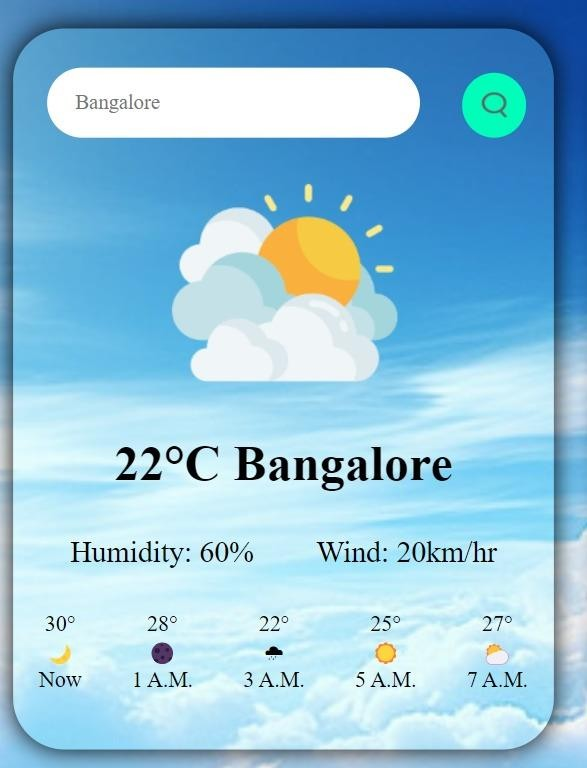 Bangalore
22°C Bangalore
Humidity: 60% Wind: 20km/hr
30° 28° 22° 25° 27°
Now 1 A.M. 3 A.M. 5 A.M. 7 A.M.